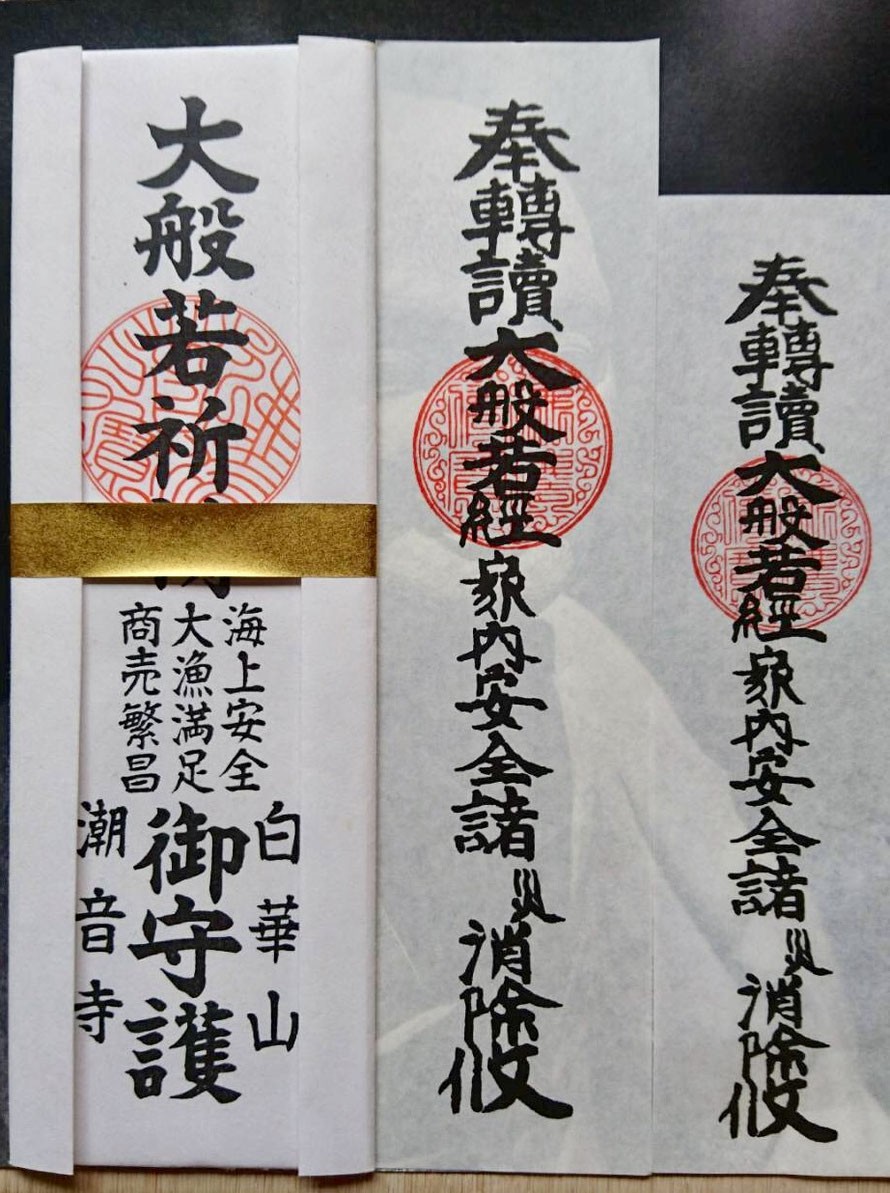 奉轉讀大般若經家内安全諸災消除攸
奉轉讀大般若經家内安全諸災消除攸
大般若祈
海上安全
大漁満足
商売繁昌
白華山
御守護
潮音寺